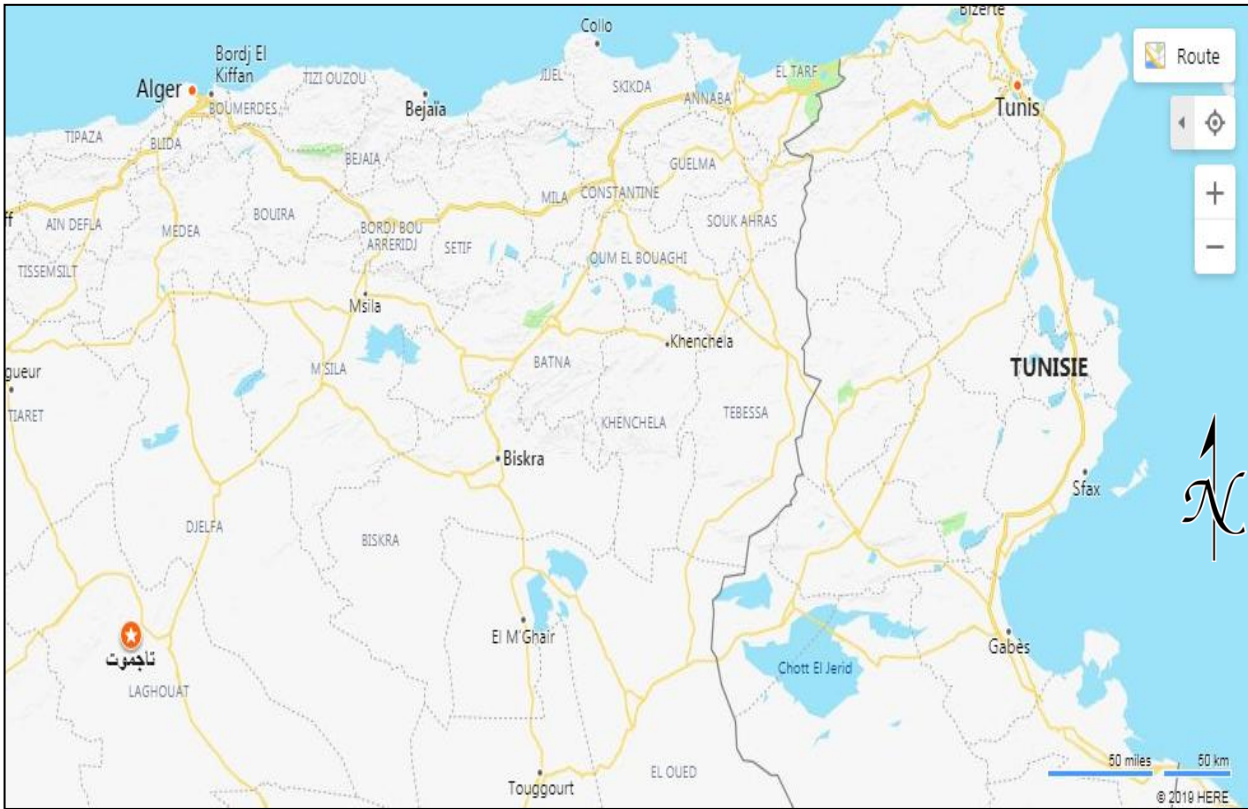 Bizerte
Collo
Route
Bordj El
Kiffan
TIZI OUZOU
JIJEL
SKIDA
EL TARF
Alger
BOUMERDES
Bejaïa
ANNABA
Tunis
TIPAZA
BLIDA
BEJAIA
GUELMA
MILA
CONSTANTINE
ff
AIN DEFLA
MEDEA
BOUIRA
BORDJ BOU
ARRERIDJ
SETIF
SOUK AHRAS
OUM EL BOUAGHI
TISSEMSILT
Msila
Khenchela
gueur
M'SILA
BATNA
TUNISIE
TIARET
KHENCHELA
TEBESSA
Biskra
Sfax
N
DJELFA
BISKRA
El M'Ghair
تاجموت
Gabès
Chott El Jerid
LAGHOUAT
50 miles
50 km
Touggourt
EL OUED
© 2019 HERE